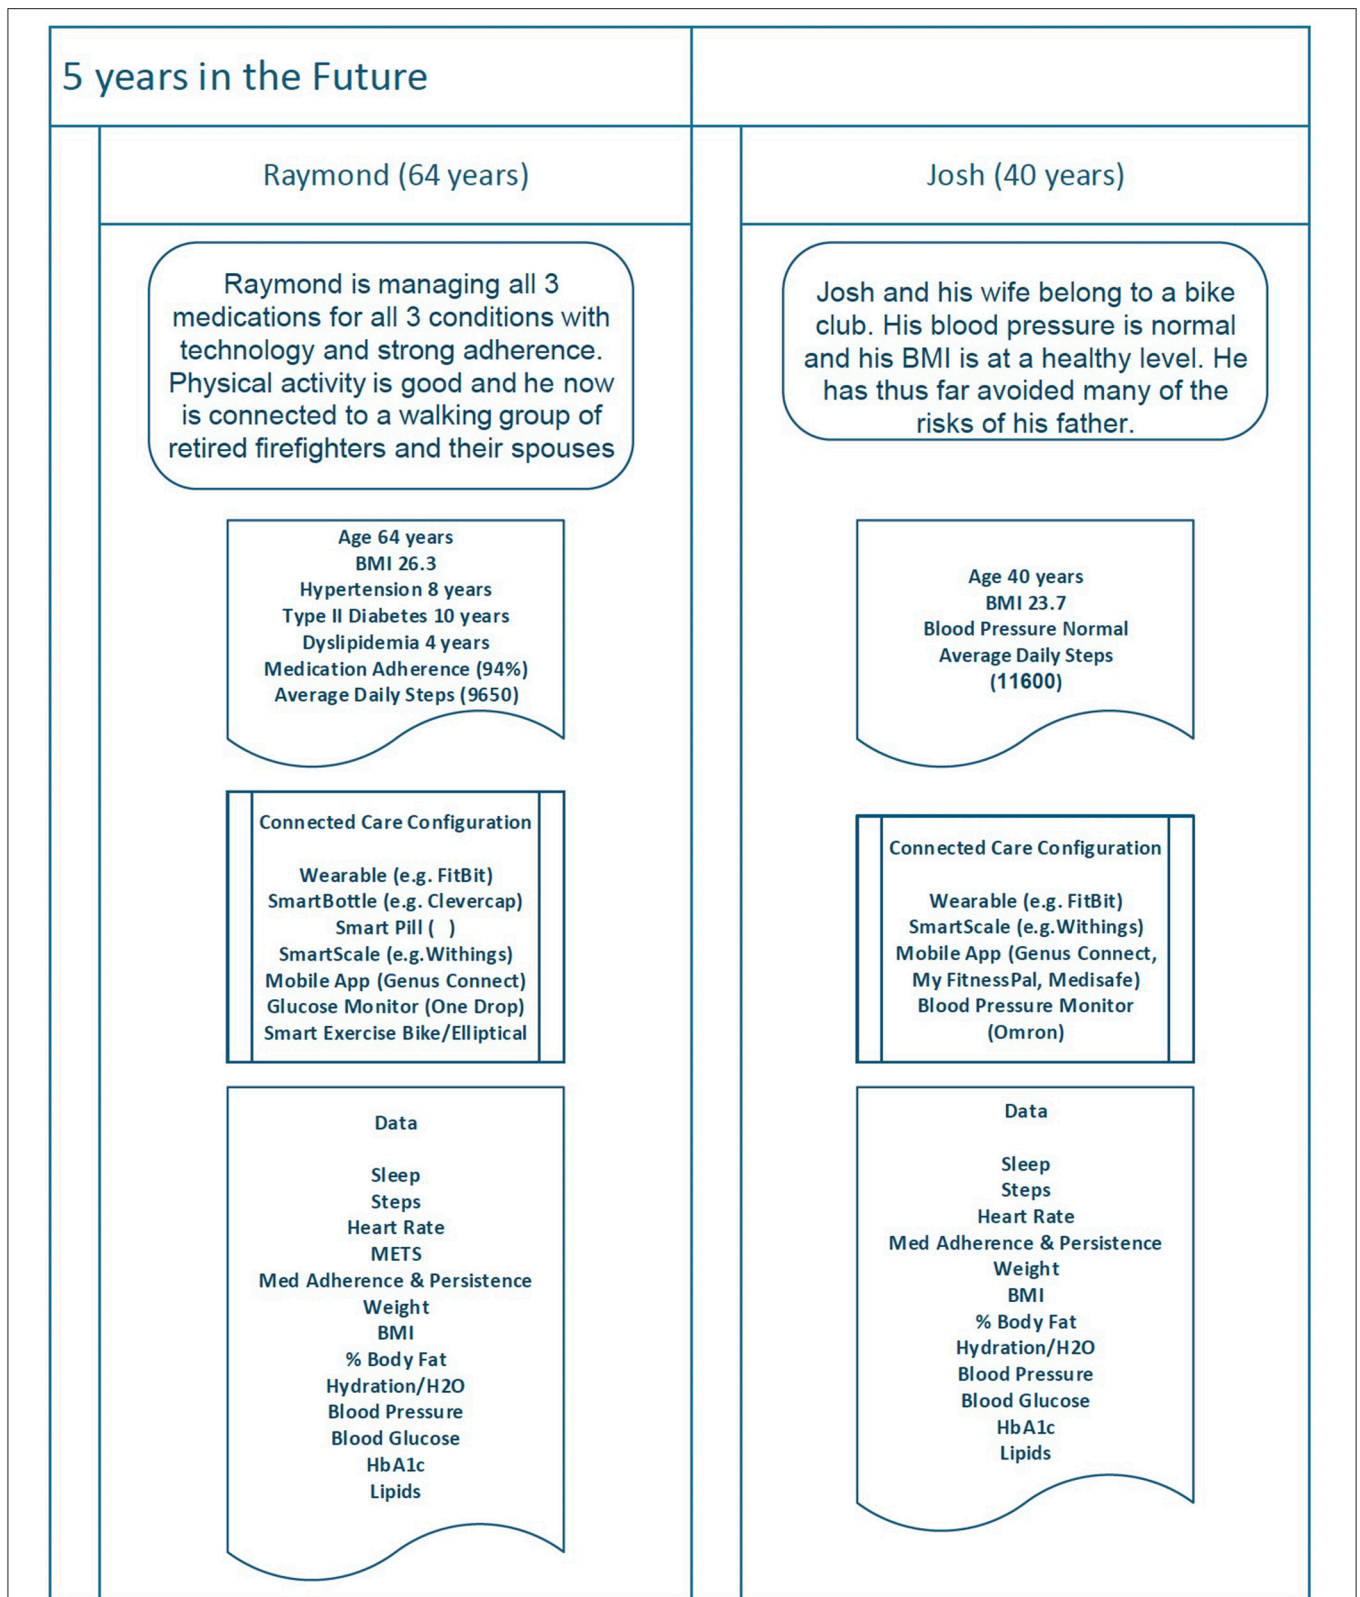 5 years in the Future
Raymond (64 years)
Raymond is managing all 3
medications for all 3 conditions with
technology and strong adherence.
Physical activity is good and he now
is connected to a walking group of
retired firefighters and their spouses
Age 64 years
BMI 26.3
Hypertension 8 years
Type II Diabetes 10 years
Dyslipidemia 4 years
Medication Adherence (94%)
Average Daily Steps (9650)
Connected Care Configuration
Wearable (e.g. FitBit)
SmartBottle (e.g. Clevercap)
Smart Pill (  )
SmartScale (e.g.Withings)
Mobile App (Genus Connect)
Glucose Monitor (One Drop)
Smart Exercise Bike/Elliptical
Data
Sleep
Steps
Heart Rate
METS
Med Adherence & Persistence
Weight
BMI
% Body Fat
Hydration/H2O
Blood Pressure
Blood Glucose
HbA1c
Lipids
Josh (40 years)
Josh and his wife belong to a bike
club. His blood pressure is normal
and his BMI is at a healthy level. He
has thus far avoided many of the
risks of his father.
Age 40 years
BMI 23.7
Blood Pressure Normal
Average Daily Steps
(11600)
Connected Care Configuration
Wearable (e.g. FitBit)
SmartScale (e.g.Withings)
Mobile App (Genus Connect,
My FitnessPal, Medisafe)
Blood Pressure Monitor
(Omron)
Data
Sleep
Steps
Heart Rate
Med Adherence & Persistence
Weight
BMI
% Body Fat
Hydration/H2O
Blood Pressure
Blood Glucose
HbA1c
Lipids